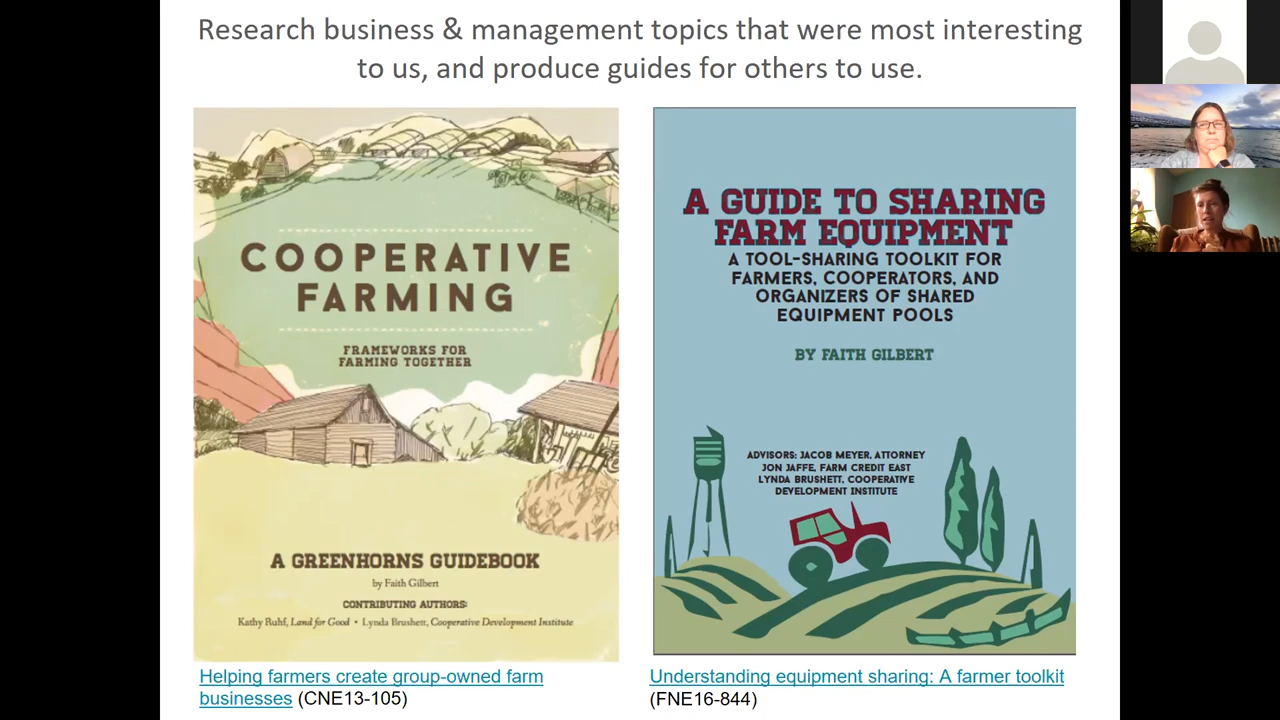 Research business & management topics that were most interesting
to us, and produce guides for others to use.
COOPERATIVE
FARMING
FRAMEWORKS FOR
FARMING TOGETHER
A GREENHORNS GUIDEBOOK
by Faith Gilbert
CONTRIBUTING AUTHORS:
Kathy Ruhf, Land for Good • Lynda Brushett, Cooperative Development Institute
Helping farmers create group-owned farm
businesses (CNE13-105)
A GUIDE TO SHARING
FARM EQUIPMENT
A TOOL-SHARING TOOLKIT FOR
FARMERS, COOPERATORS, AND
ORGANIZERS OF SHARED
EQUIPMENT POOLS
BY FAITH GILBERT
ADVISORS: JACOB MEYER, ATTORNEY
JON JAFFE, FARM CREDIT EAST
LYNDA BRUSHETT, COOPERATIVE
DEVELOPMENT INSTITUTE
Understanding equipment sharing: A farmer toolkit
(FNE16-844)